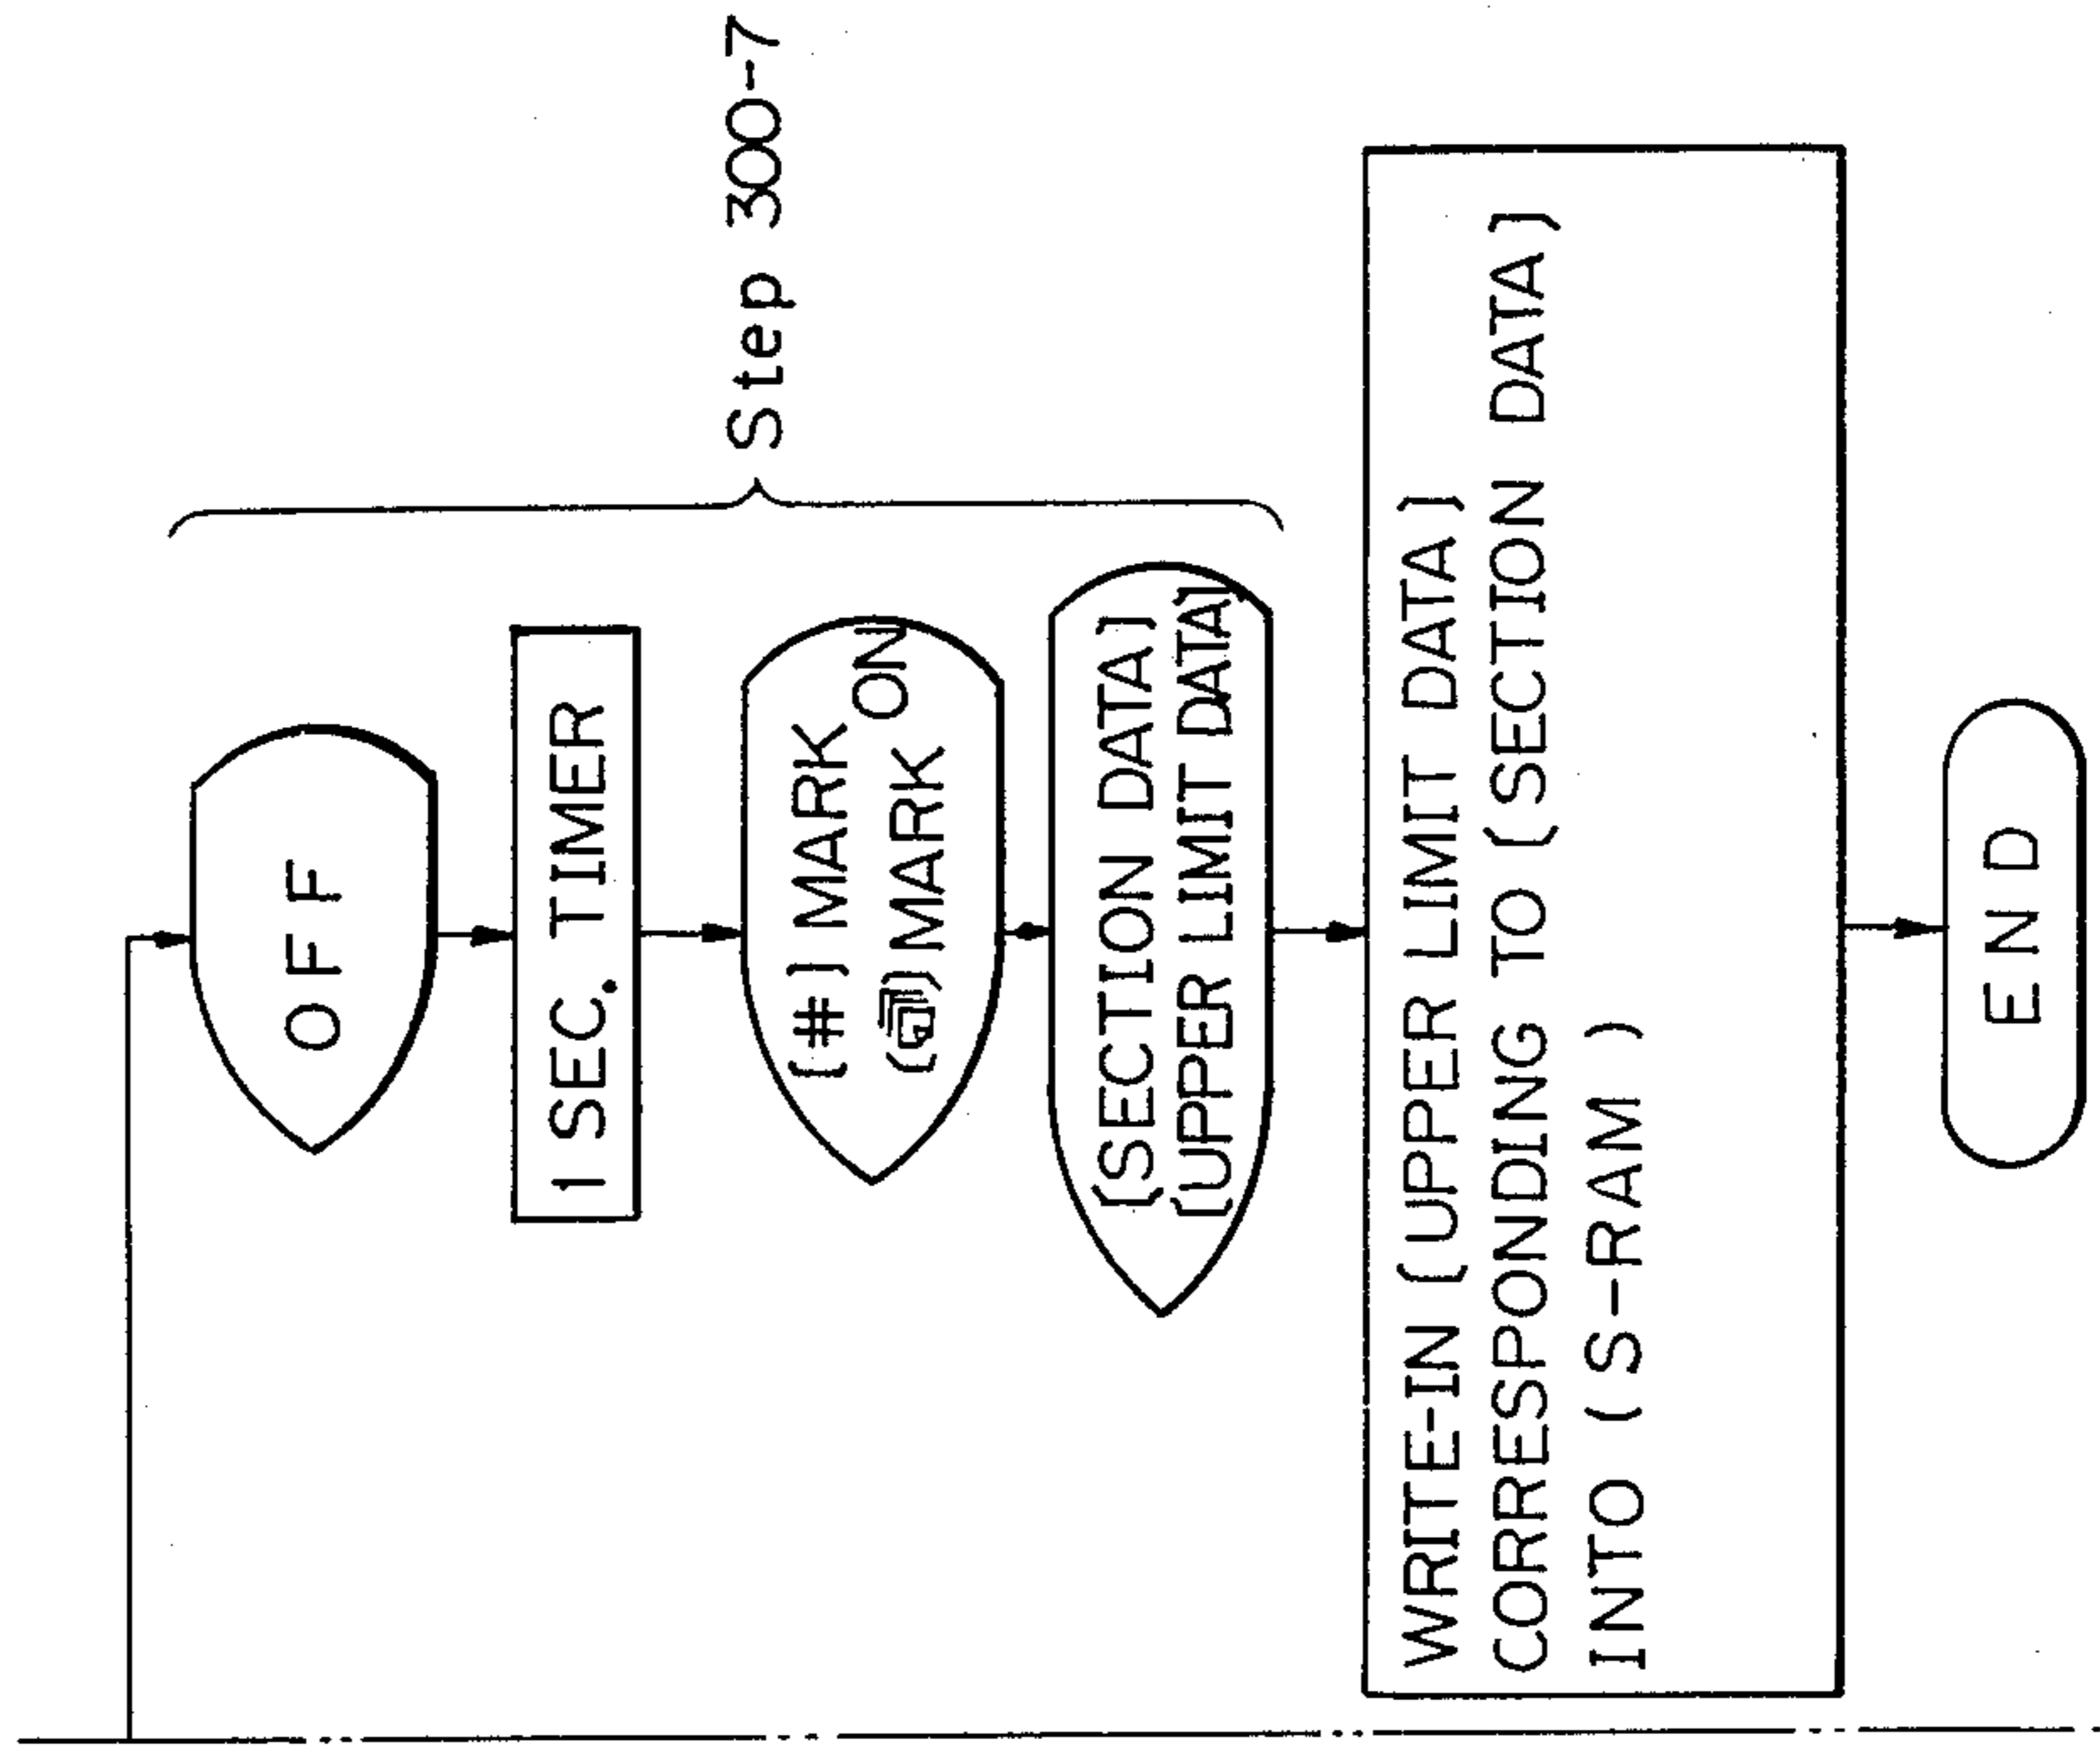 OFF
1 SEC. TIMER
[#] MARK ON
MARK
[SECTION DATA]
[UPPER LIMIT DATA]
Step 300-7
WRITE-IN [UPPER LIMIT DATA]
CORRESPONDING TO [SECTION DATA]
INTO (S-RAM)
END